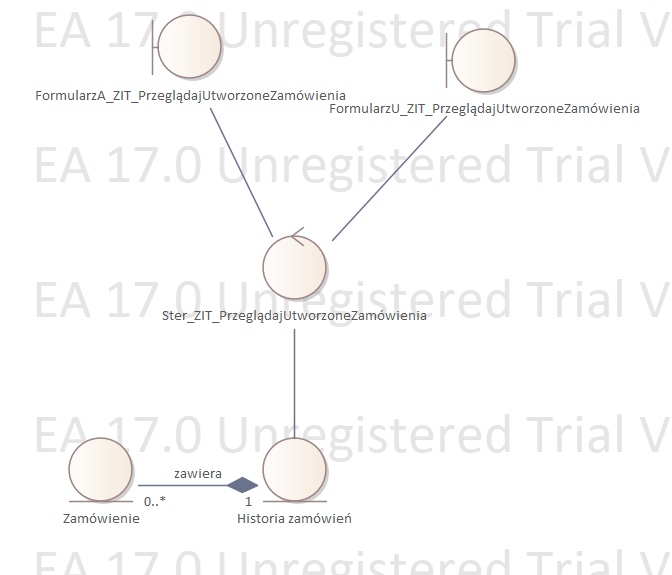 EA 17.0 Unregistered Trial V
FormularzA_ZIT_PrzeglądajUtworzoneZamówienia
FormularzU_ZIT_PrzeglądajUtworzoneZamówienia
EA 17.0 Unregistered Trial V
EA 17.0 Unregistered Trial V
Ster_ZIT_PrzeglądajUtworzoneZamówienia
EA 17.0 Unregistered Trial V
zawiera
0..*
1
Zamówienie
Historia zamówień
EA 17.0 Unregistered Trial V